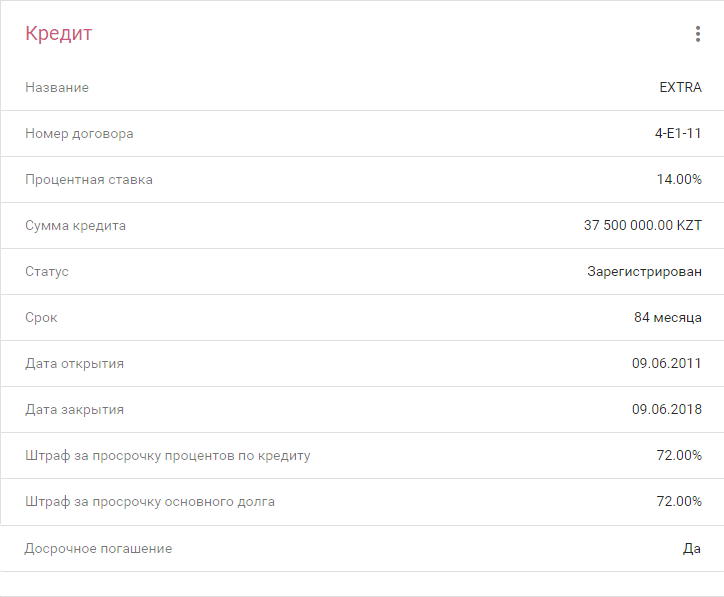 Кредит
Название EXTRA
Номер договора 4-E1-11
Процентная ставка 14.00%
Сумма кредита 37 500 000.00 KZT
Статус Зарегистрирован
Срок 84 месяца
Дата открытия 09.06.2011
Дата закрытия 09.06.2018
Штраф за просрочку процентов по кредиту 72.00%
Штраф за просрочку основного долга 72.00%
Досрочное погашение Да